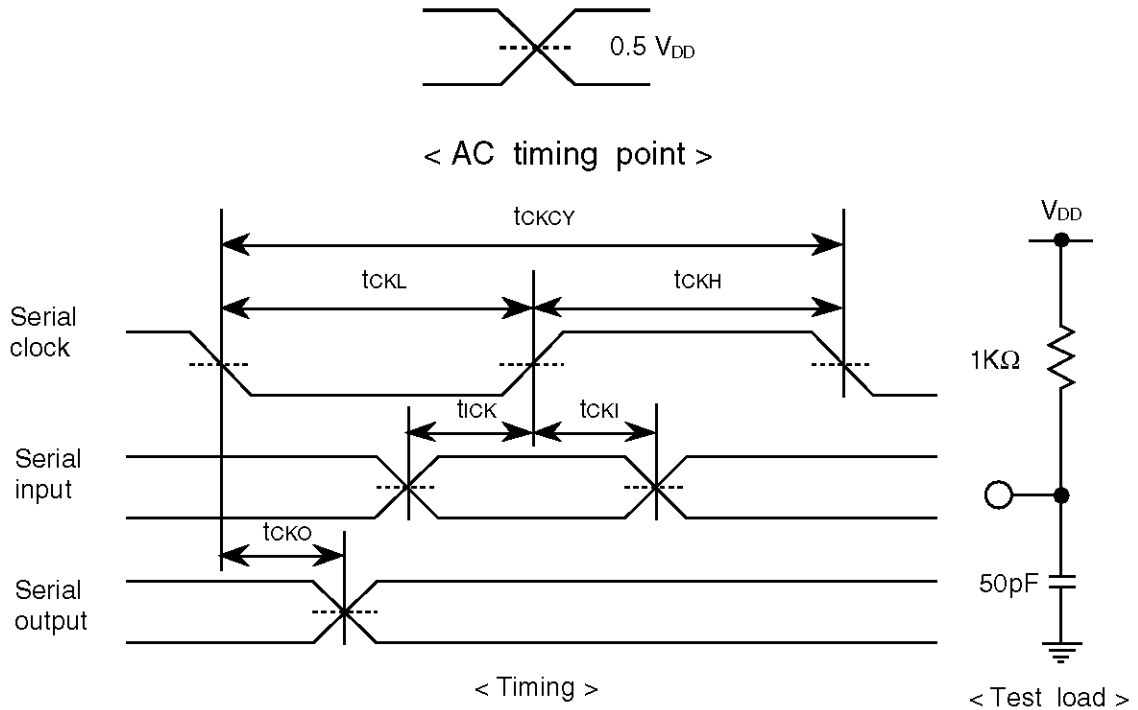 0.5 VDD
< AC timing point >
tCKCY
VDD
tCKL
tCKH
Serial
clock
1KΩ
tICK
tCKI
Serial
input
tCKO
Serial
output
50pF
< Timing >
< Test load >